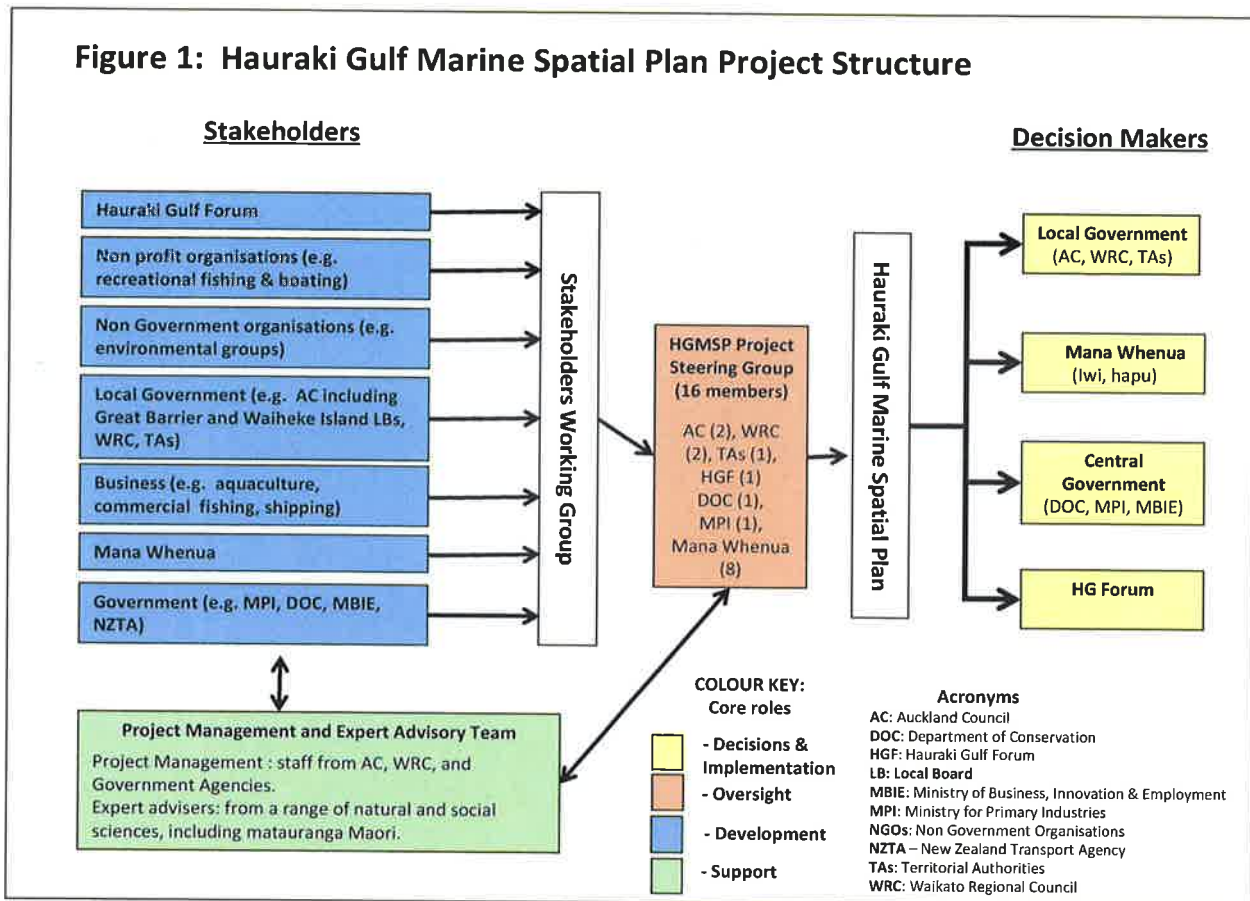 Figure 1: Hauraki Gulf Marine Spatial Plan Project Structure
Stakeholders
Decision Makers
Hauraki Gulf Forum
Non profit organisations (e.g.
recreational fishing & boating)
Non Government organisations (e.g.
environmental groups)
Local Government (e.g. AC including
Great Barrier and Waiheke Island LBs,
WRC, TAs)
Business (e.g. aquaculture,
commercial fishing, shipping)
Mana Whenua
Government (e.g. MPI, DOC, MBIE,
NZTA)
Stakeholders Working Group
HGMSP Project
Steering Group
(16 members)
AC (2), WRC
(2), TAs (1),
HGF (1)
DOC (1),
MPI (1),
Mana Whenua
(8)
Hauraki Gulf Marine Spatial Plan
Local Government
(AC, WRC, TAs)
Mana Whenua
(Iwi, hapu)
Central
Government
(DOC, MPI, MBIE)
HG Forum
Project Management and Expert Advisory Team
Project Management : staff from AC, WRC, and
Government Agencies.
Expert advisers: from a range of natural and social
sciences, including matauranga Maori.
COLOUR KEY:
Core roles
- Decisions &
Implementation
- Oversight
- Development
- Support
Acronyms
AC: Auckland Council
DOC: Department of Conservation
HGF: Hauraki Gulf Forum
LB: Local Board
MBIE: Ministry of Business, Innovation & Employment
MPI: Ministry for Primary Industries
NGOs: Non Government Organisations
NZTA – New Zealand Transport Agency
TAs: Territorial Authorities
WRC: Waikato Regional Council